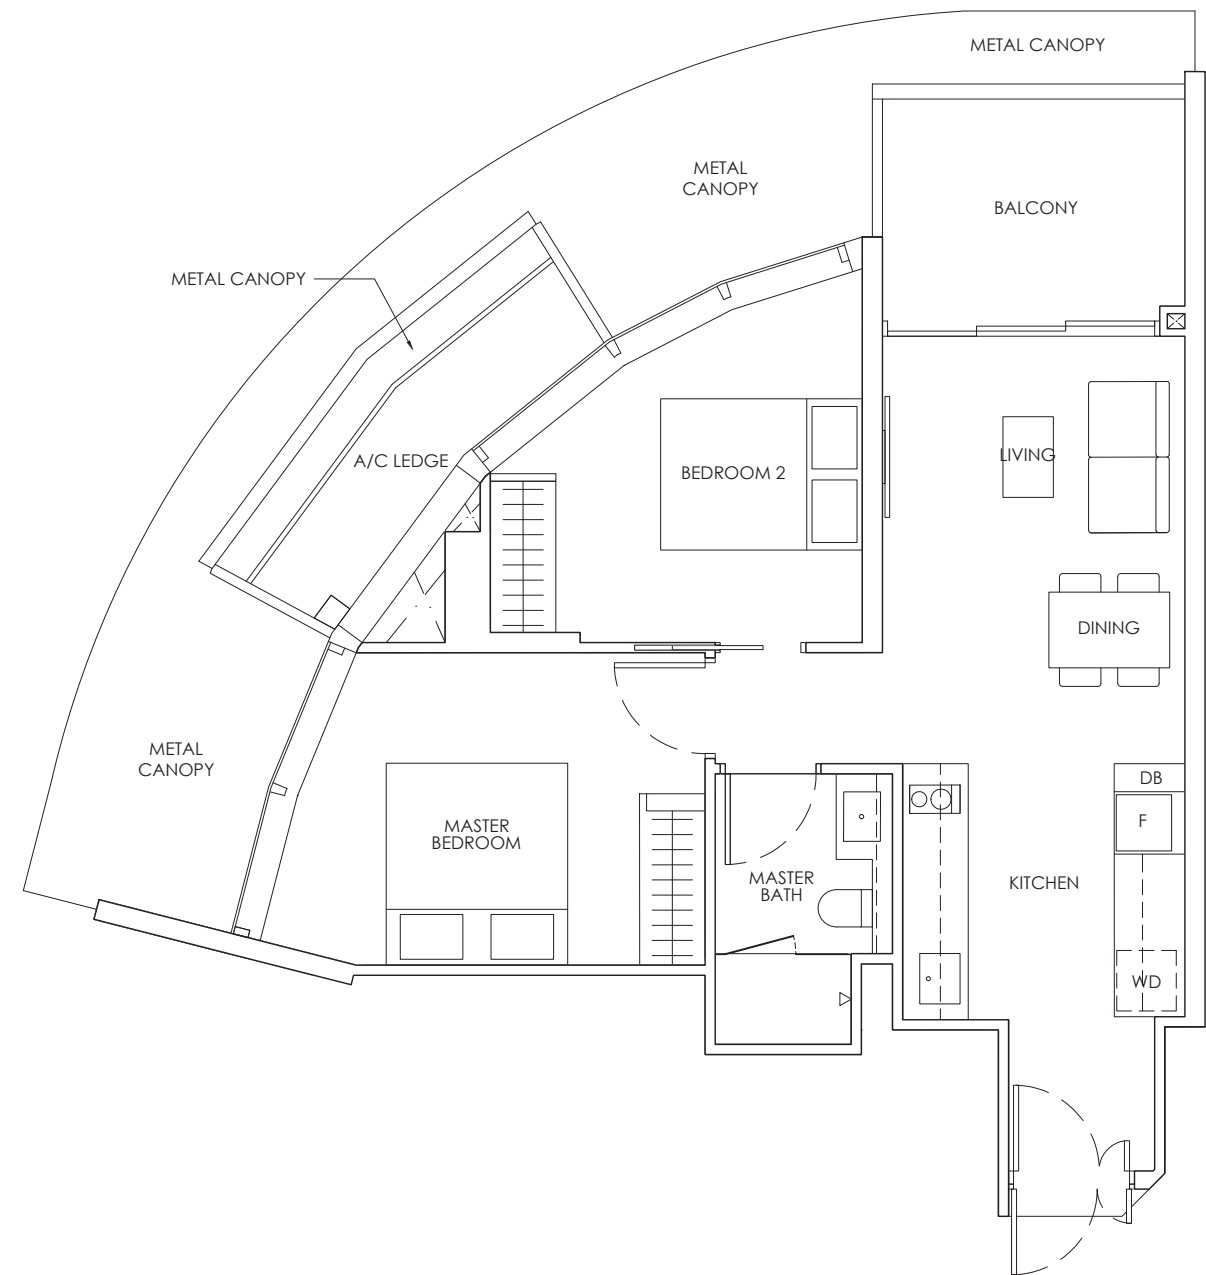 METAL CANOPY
METAL
CANOPY
BALCONY
METAL CANOPY
A/C LEDGE
BEDROOM 2
LIVING
DINING
METAL
CANOPY
MASTER
BEDROOM
MASTER
BATH
KITCHEN
DB
F
WD